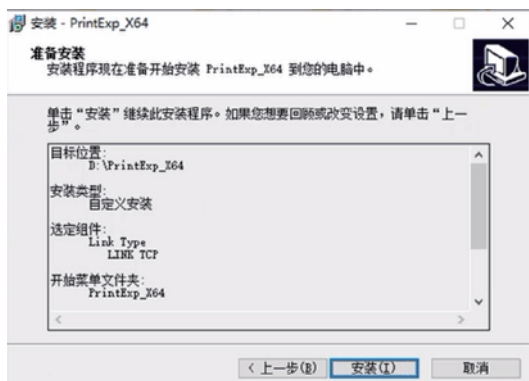 安装 - PrintExp_X64
准备安装
安装程序现在准备开始安装 PrintExp_X64 到您的电脑中。
单击“安装”继续此安装程序。如果您想要回顾或改变设置，请单击“上一
步”。
目标位置:
D:\PrintExp_X64
安装类型:
自定义安装
选定组件:
Link Type
LINK TCP
开始菜单文件夹:
PrintExp_X64
< 上一步(B)
安装(I)
取消